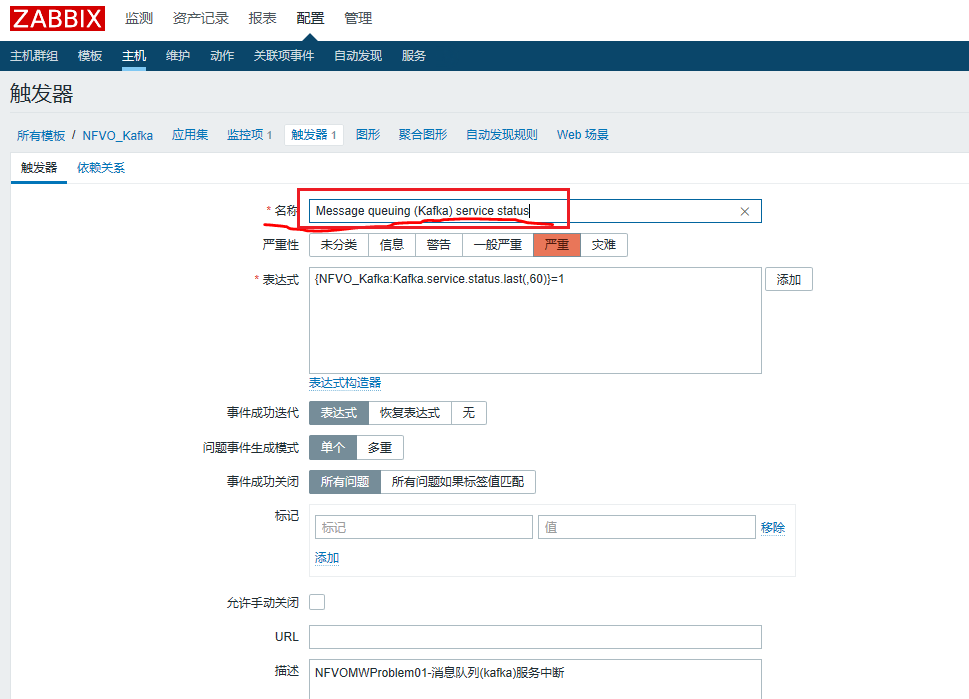 ZABBIX 监测 资产记录 报表 配置 管理
主机群组 模板 主机 维护 动作 关联项事件 自动发现 服务
触发器
所有模板 / NFVO_Kafka 应用集 监控项 1 触发器 1 图形 聚合图形 自动发现规则 Web 场景
触发器 依赖关系
* 名称 Message queuing (Kafka) service status ×
严重性 未分类 信息 警告 一般严重 严重 灾难
* 表达式 {NFVO_Kafka:Kafka.service.status.last(,60)}=1 添加
表达式构造器
事件成功迭代 表达式 恢复表达式 无
问题事件生成模式 单个 多重
事件成功关闭 所有问题 所有问题如果标签值匹配
标记 标记 值 移除
添加
允许手动关闭
URL
描述 NFVOMWProblem01-消息队列(kafka)服务中断